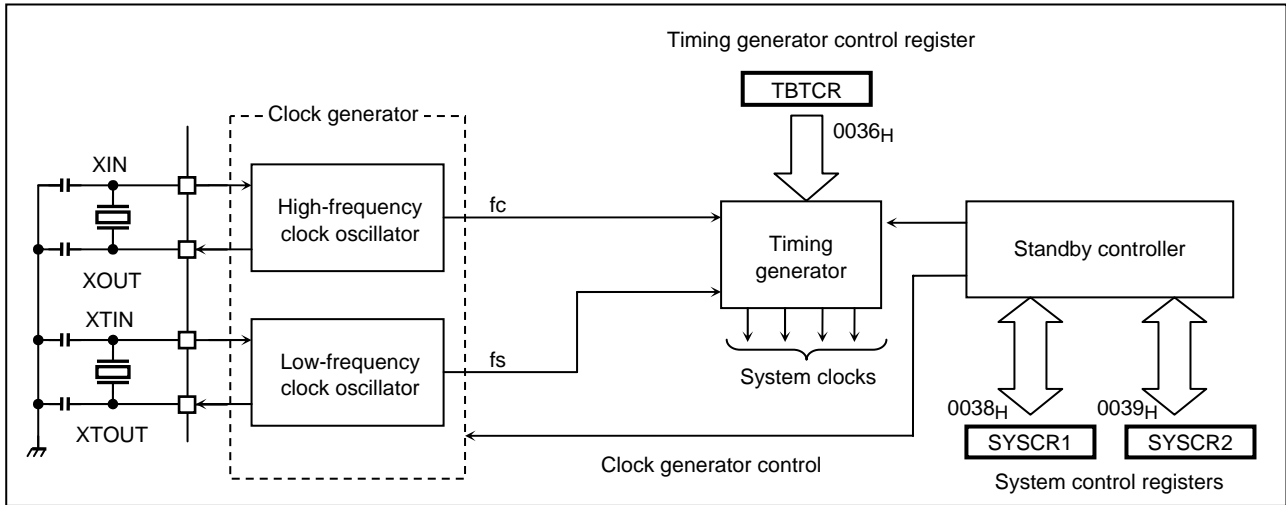 Timing generator control register
TBTCR
0036H
Clock generator
XIN
XOUT
High-frequency
clock oscillator
fc
Timing
generator
Standby controller
XTIN
XTOUT
Low-frequency
clock oscillator
fs
System clocks
0038H
0039H
SYSCR1
SYSCR2
Clock generator control
System control registers